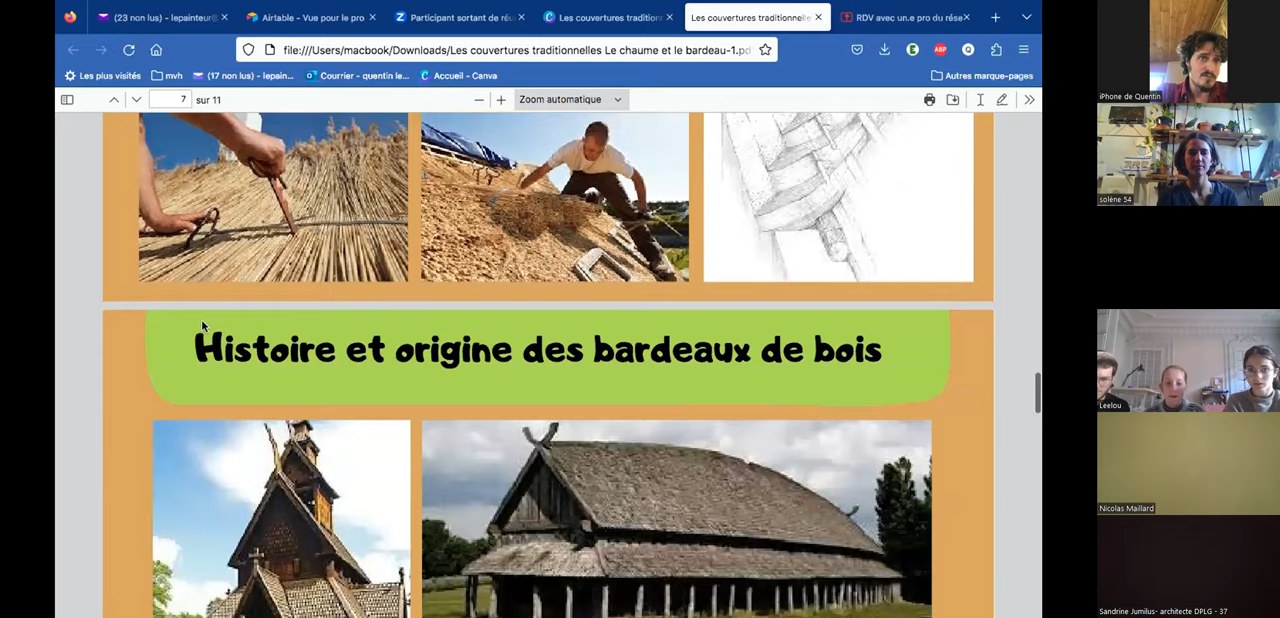 (23 non lus) - lepainteur@
Airtable - Vue pour le pro
Participant sortant de réu
Les couvertures tradition
Les couvertures traditionnelle
RDV avec un.e pro du rése
file:///Users/macbook/Downloads/Les couvertures traditionnelles Le chaume et le bardeau-1.pd
ABP
Les plus visités
mvh
(17 non lus) - lepain...
Courrier - quentin le...
Accueil - Canva
Autres marque-pages
7 sur 11
Zoom automatique
Histoire et origine des bardeaux de bois
iPhone de Quentin
solène 54
Leelou
Nicolas Maillard
Sandrine Jumilus- architecte DPLG - 37